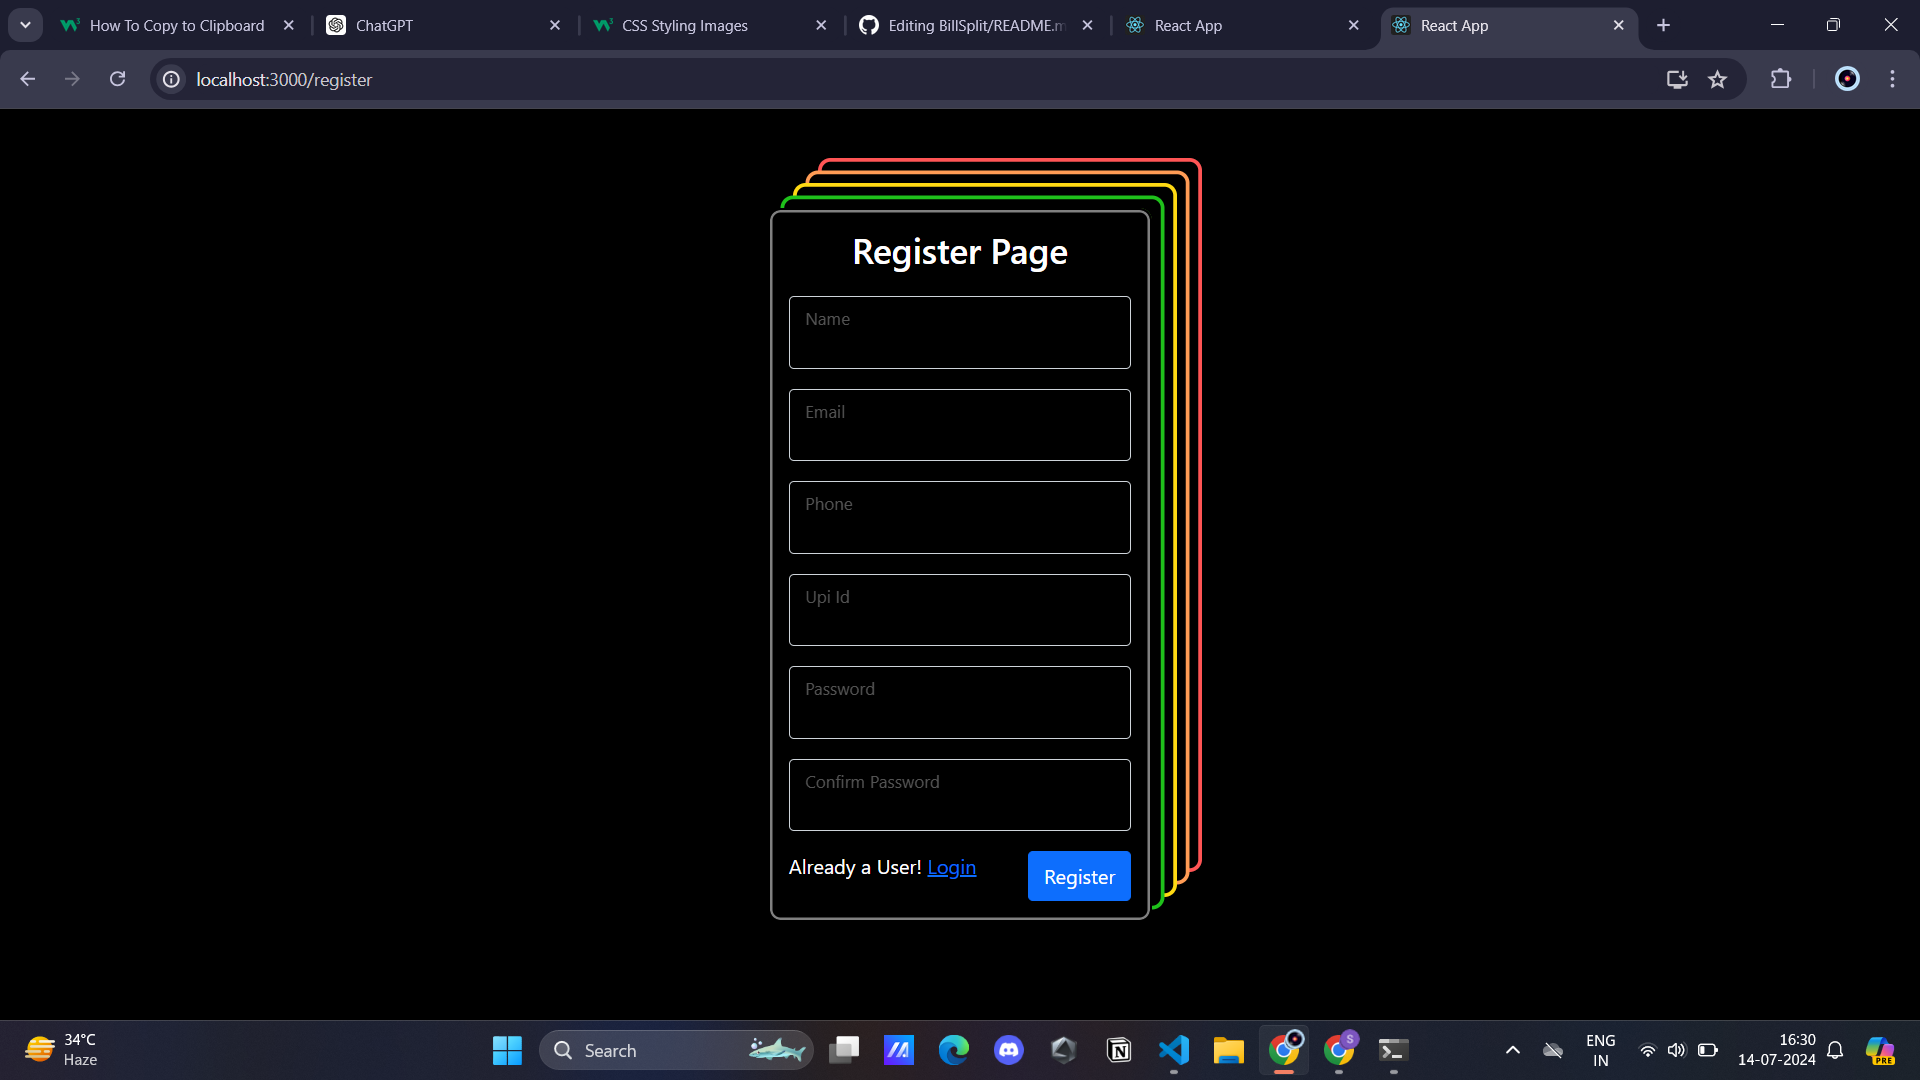 How To Copy to Clipboard
ChatGPT
CSS Styling Images
Editing BillSplit/README.m
React App
React App
localhost:3000/register
Register Page
Name
Email
Phone
Upi Id
Password
Confirm Password
Already a User! Login
Register
34°C
Haze
Search
S
ENG
IN
16:30
14-07-2024
PRE